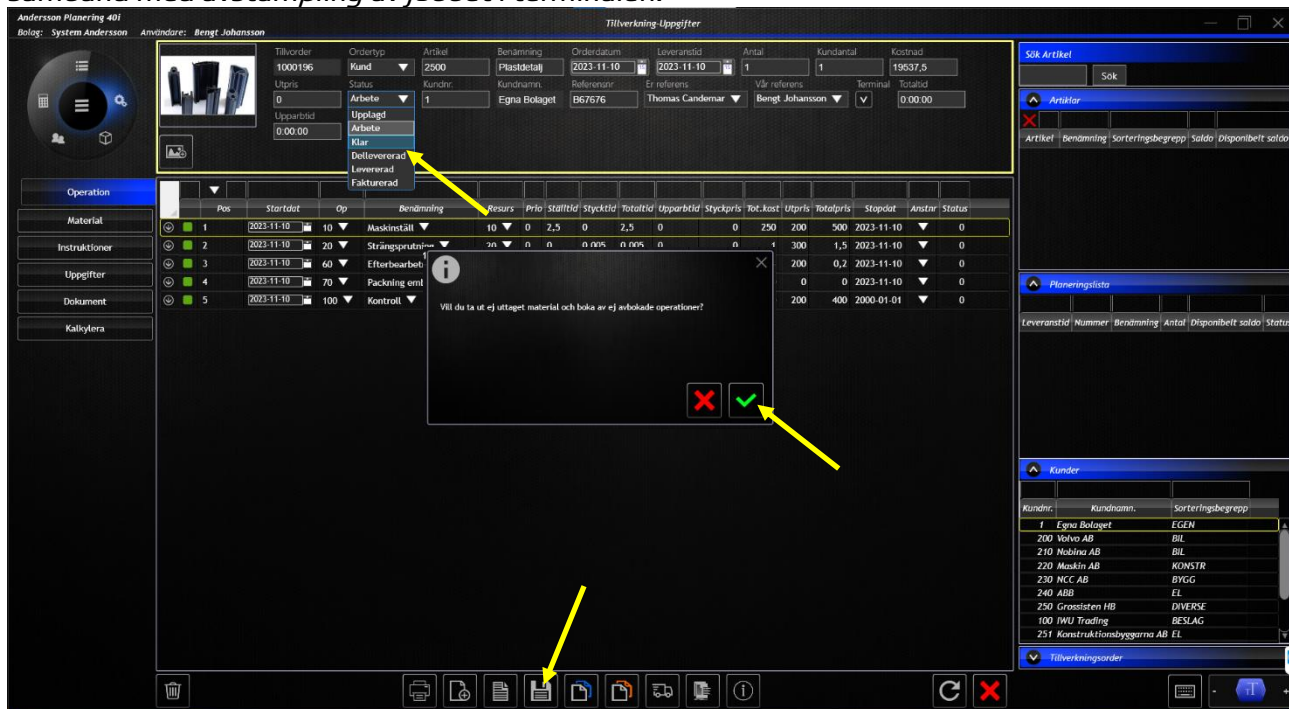 samband med avstämpling av jobbet i terminalen.
Andersson Planering 40i
Bolag: System Andersson Användare: Bengt Johansson
Tillverkning-Uppgifter
Tillvorder Ordertyp Artikel Benämning Orderdatum Leveranstid Antal Kundantal Kostnad
1000196 Kund 2500 Plastdetalj 2023-11-10 2023-11-10 1 1 19537,5
Utpris Status Kundnr. Kundnamn. Referensnr Er referens Vår referens Terminal Totaltid
0 Arbete 1 Egna Bolaget B67676 Thomas Candemar Bengt Johansson V 0:00:00
Upparbtid
0:00:00
Upplagd
Arbete
Klar
Dellevererad
Levererad
Fakturerad
Operation
Material
Instruktioner
Uppgifter
Dokument
Kalkylera
Pos Startdat Op Benämning Resurs Prio Ställtid Stycktid Totaltid Upparbtid Styckpris Tot.kost Utpris Totalpris Stopdat Anstnr Status
1 2023-11-10 10 Maskinställ 10 0 2,5 0 2,5 0 0 250 200 500 2023-11-10 0
2 2023-11-10 20 Strängsprutning 20 0 0 0,005 0,005 0 0 1 300 1,5 2023-11-10 0
3 2023-11-10 60 Efterbearbet 200 0,2 2023-11-10 0
4 2023-11-10 70 Packning eml 0 0 2023-11-10 0
5 2023-11-10 100 Kontroll 200 400 2000-01-01 0
Vill du ta ut ej uttaget material och boka av ej avbokade operationer?
Sök Artikel
Sök
Artiklar
Artikel Benämning Sorteringsbegrepp Saldo Disponibelt saldo
Planeringslista
Leveranstid Nummer Benämning Antal Disponibelt saldo Status
Kunder
Kundnr. Kundnamn. Sorteringsbegrepp
1 Egna Bolaget EGEN
200 Volvo AB BIL
210 Nobina AB BIL
220 Maskin AB KONSTR
230 NCC AB BYGG
240 ABB EL
250 Grossisten HB DIVERSE
100 IWU Trading BESLAG
251 Konstruktionsbyggarna AB EL
Tillverkningsorder
- T +